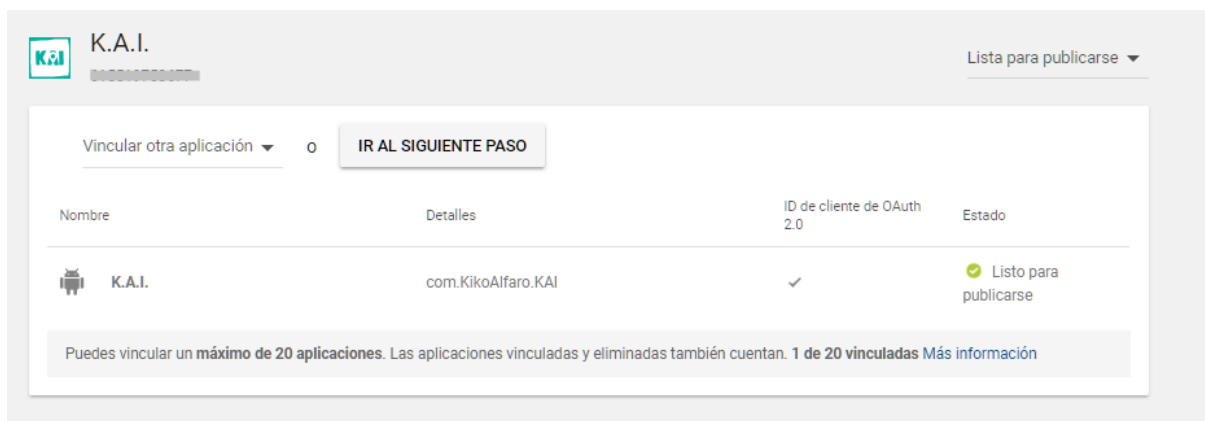 KAI
K.A.I.
Lista para publicarse
Vincular otra aplicación
o
IR AL SIGUIENTE PASO
Nombre
Detalles
ID de cliente de OAuth
2.0
Estado
K.A.I.
com.KikoAlfaro.KAI
Listo para
publicarse
Puedes vincular un máximo de 20 aplicaciones. Las aplicaciones vinculadas y eliminadas también cuentan. 1 de 20 vinculadas Más información